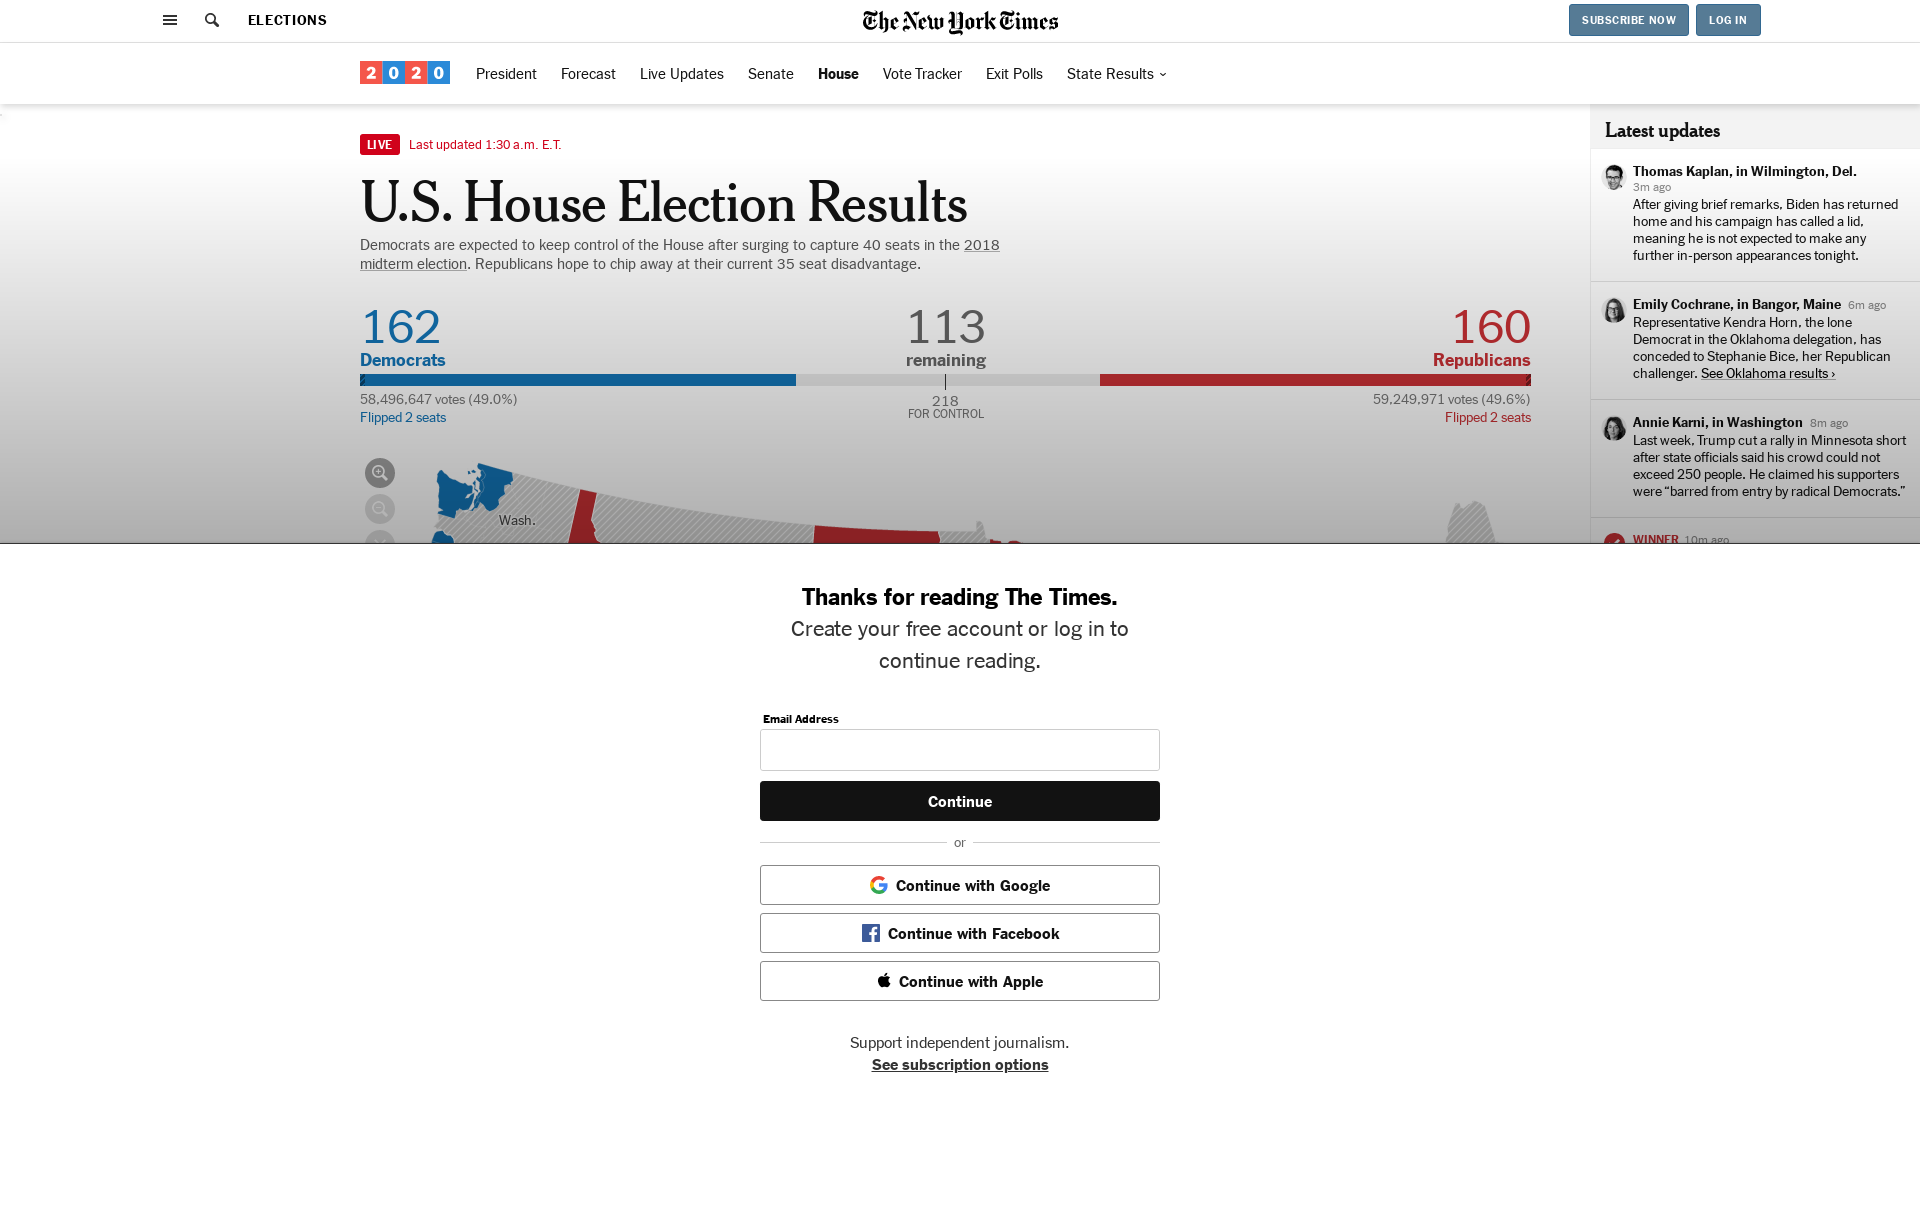 ELECTIONS
The New York Times
SUBSCRIBE NOW
LOG IN
2020
President
Forecast
Live Updates
Senate
House
Vote Tracker
Exit Polls
State Results
LIVE
Last updated 1:30 a.m. E.T.
U.S. House Election Results
Democrats are expected to keep control of the House after surging to capture 40 seats in the 2018
midterm election. Republicans hope to chip away at their current 35 seat disadvantage.
162
Democrats
113
remaining
160
Republicans
58,496,647 votes (49.0%)
Flipped 2 seats
218
FOR CONTROL
59,249,971 votes (49.6%)
Flipped 2 seats
Wash.
Latest updates
Thomas Kaplan, in Wilmington, Del.
3m ago
After giving brief remarks, Biden has returned
home and his campaign has called a lid,
meaning he is not expected to make any
further in-person appearances tonight.
Emily Cochrane, in Bangor, Maine 6m ago
Representative Kendra Horn, the lone
Democrat in the Oklahoma delegation, has
conceded to Stephanie Bice, her Republican
challenger. See Oklahoma results ›
Annie Karni, in Washington 8m ago
Last week, Trump cut a rally in Minnesota short
after state officials said his crowd could not
exceed 250 people. He claimed his supporters
were “barred from entry by radical Democrats.”
WINNER 10m ago
Thanks for reading The Times.
Create your free account or log in to
continue reading.
Email Address
Continue
or
Continue with Google
Continue with Facebook
Continue with Apple
Support independent journalism.
See subscription options